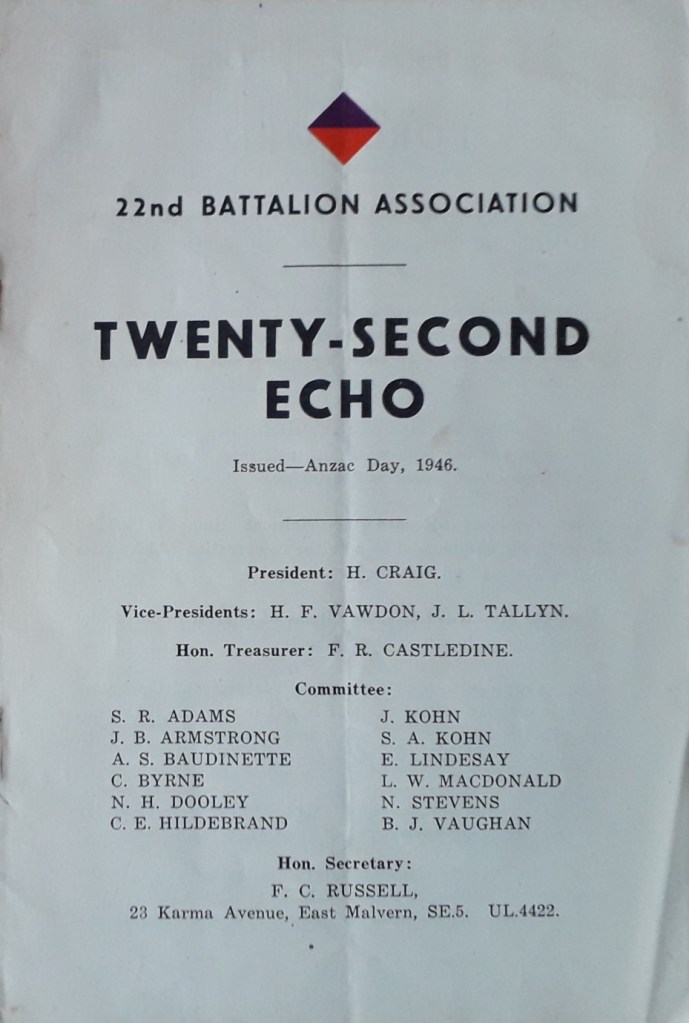 22nd BATTALION ASSOCIATION
TWENTY-SECOND
ECHO
Issued—Anzac Day, 1946.
President: H. CRAIG.
Vice-Presidents: H. F. VAWDON, J. L. TALLYN.
Hon. Treasurer: F. R. CASTLEDINE.
Committee:
S. R. ADAMS
J. B. ARMSTRONG
A. S. BAUDINETTE
C. BYRNE
N. H. DOOLEY
C. E. HILDEBRAND
J. KOHN
S. A. KOHN
E. LINDESAY
L. W. MACDONALD
N. STEVENS
B. J. VAUGHAN
Hon. Secretary:
F. C. RUSSELL,
23 Karma Avenue, East Malvern, SE.5. UL.4422.